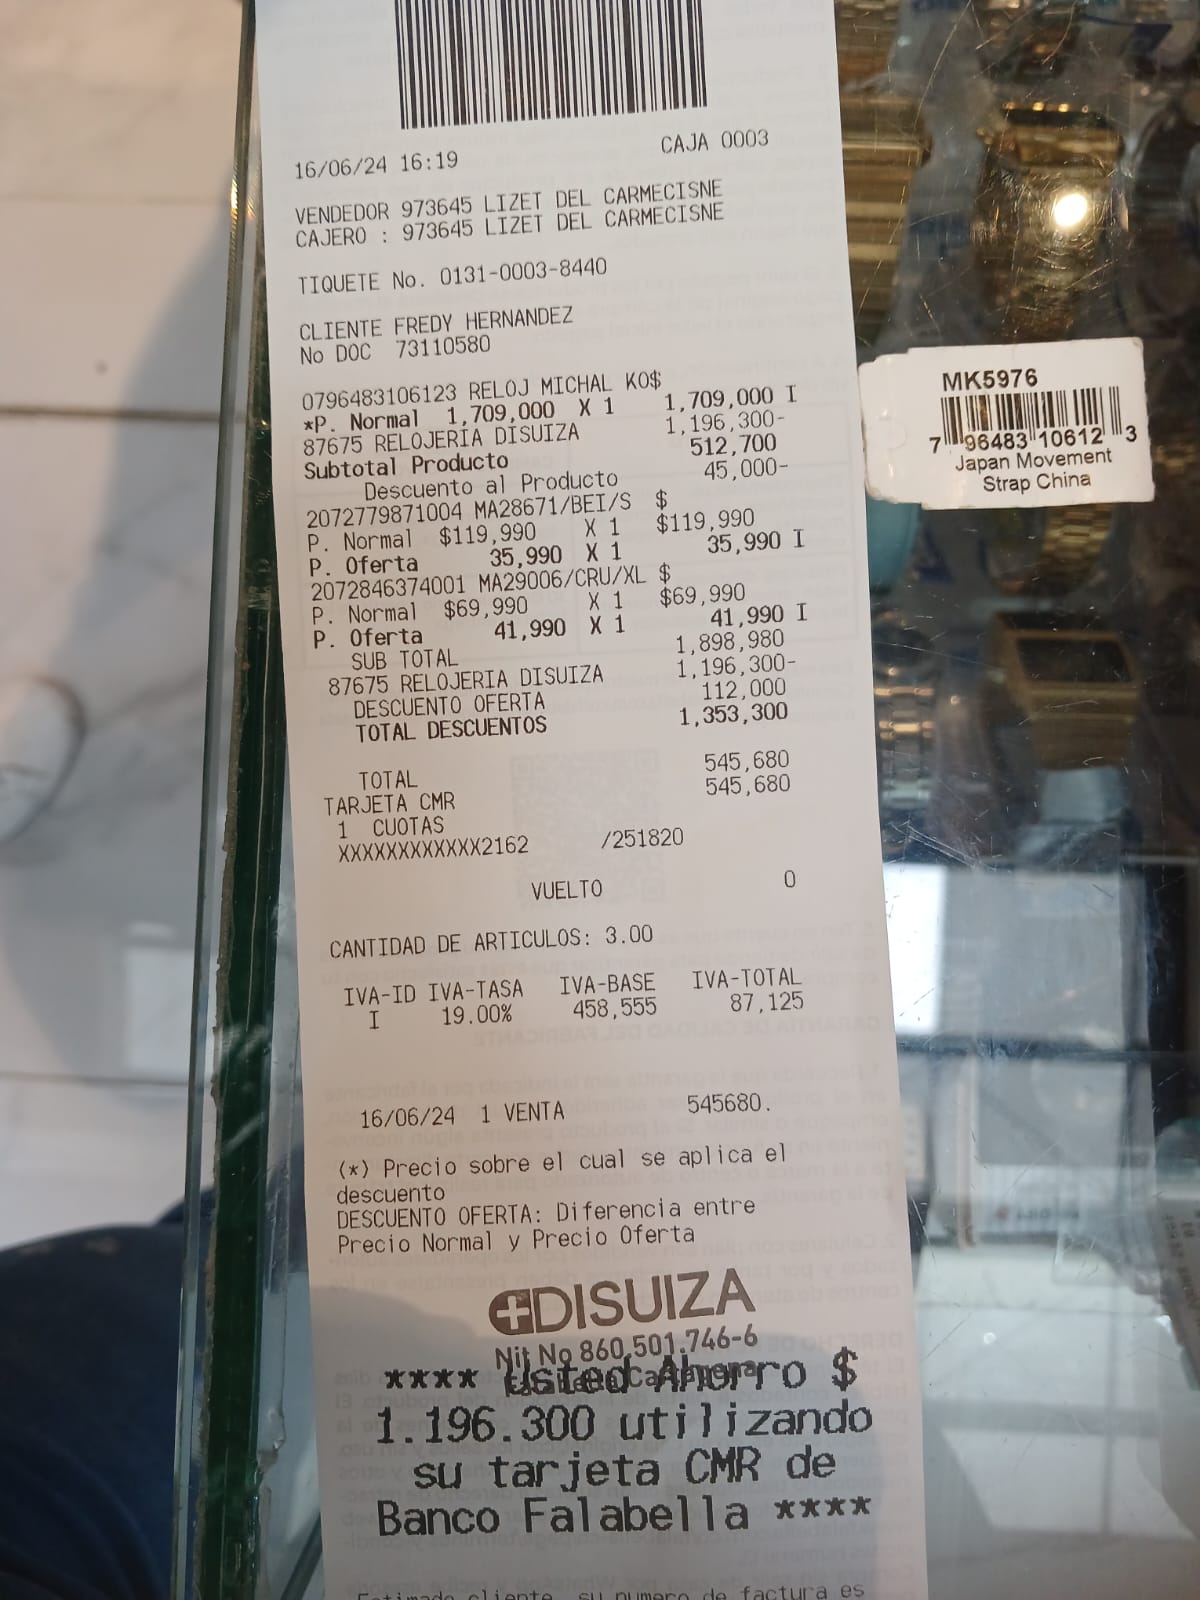 16/06/24 16:19 CAJA 0003
VENDEDOR 973645 LIZET DEL CARMECISNE
CAJERO : 973645 LIZET DEL CARMECISNE
TIQUETE No. 0131-0003-8440
CLIENTE FREDY HERNANDEZ
No DOC 73110580
0796483106123 RELOJ MICHAL KO$
*P. Normal 1,709,000 X 1 1,709,000 I
87675 RELOJERIA DISUIZA 1,196,300-
Subtotal Producto 512,700
Descuento al Producto 45,000-
2072779871004 MA28671/BEI/S $
P. Normal $119,990 X 1 $119,990
P. Oferta 35,990 X 1 35,990 I
2072846374001 MA29006/CRU/XL $
P. Normal $69,990 X 1 $69,990
P. Oferta 41,990 X 1 41,990 I
SUB TOTAL 1,898,980
87675 RELOJERIA DISUIZA 1,196,300-
DESCUENTO OFERTA 112,000
TOTAL DESCUENTOS 1,353,300
TOTAL 545,680
TARJETA CMR 545,680
1 CUOTAS
XXXXXXXXXXXX2162 /251820
VUELTO 0
CANTIDAD DE ARTICULOS: 3.00
IVA-ID IVA-TASA IVA-BASE IVA-TOTAL
I 19.00% 458,555 87,125
16/06/24 1 VENTA 545680.
(*) Precio sobre el cual se aplica el
descuento
DESCUENTO OFERTA: Diferencia entre
Precio Normal y Precio Oferta
DISUIZA
Nit No 860.501.746-6
**** Usted Ahorro $
1.196.300 utilizando
su tarjeta CMR de
Banco Falabella ****
Estimado cliente, su numero de factura es
MK5976
7 96483 10612 3
Japan Movement
Strap China